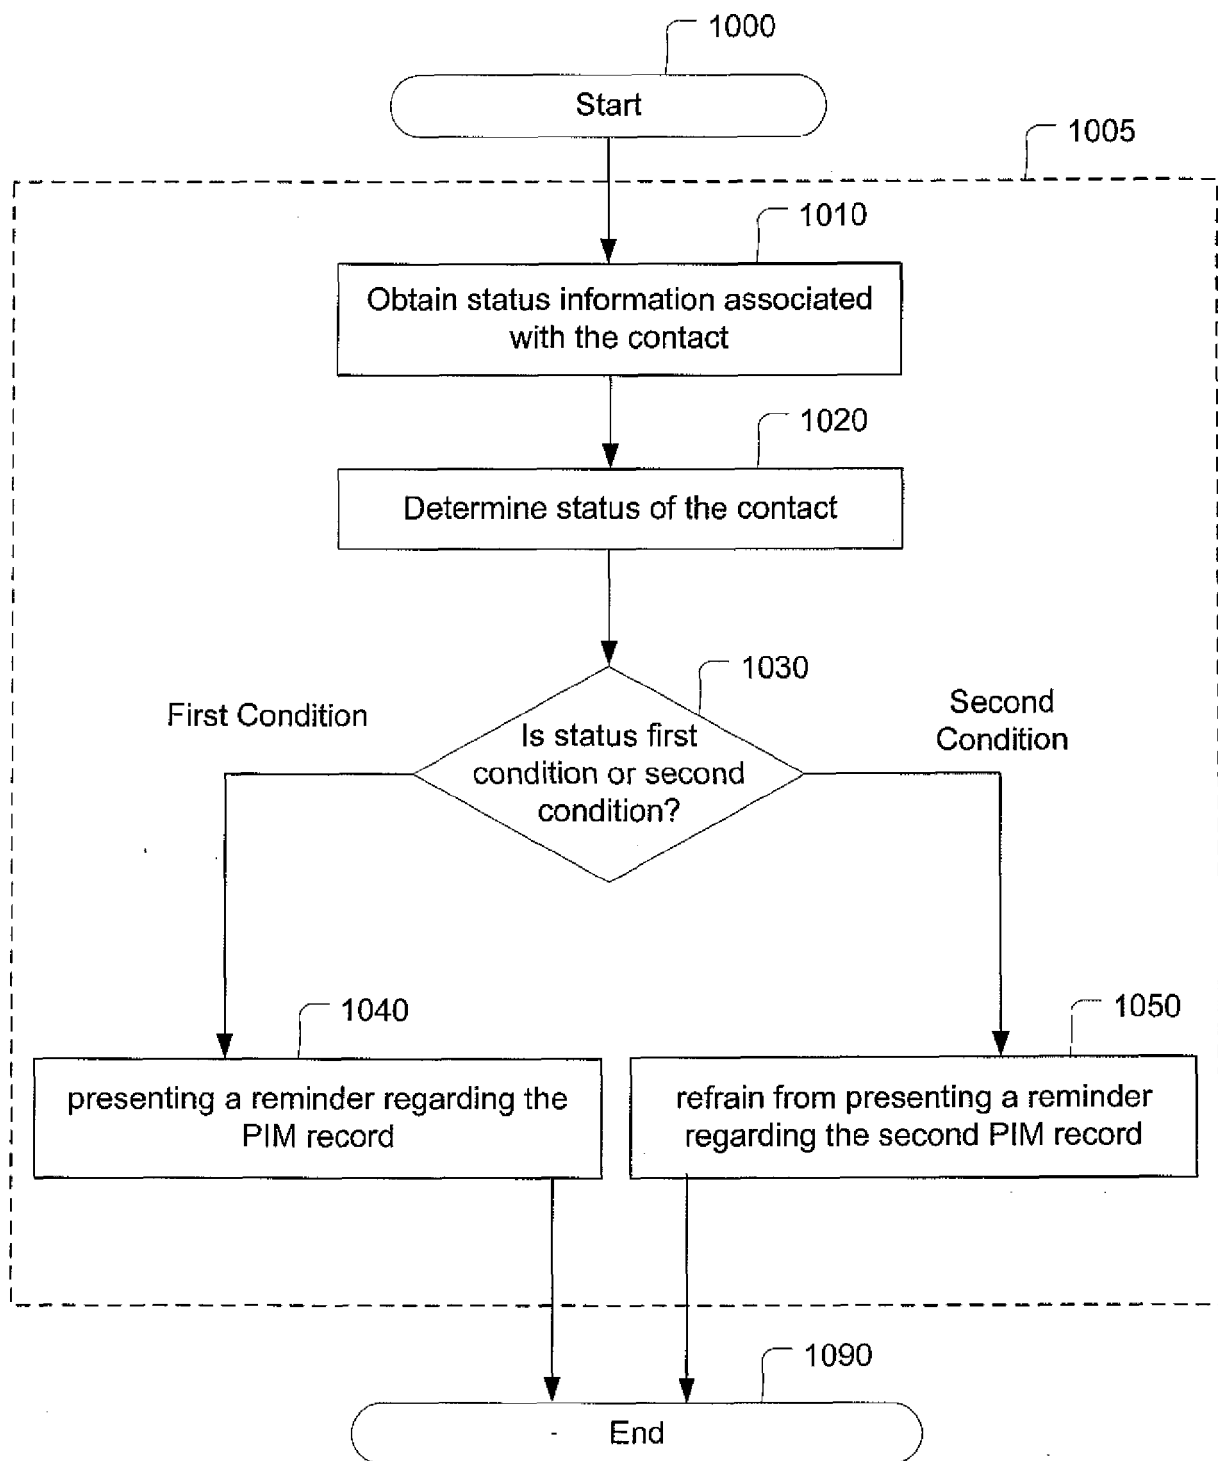 1000
Start
1005
1010
Obtain status information associated
with the contact
1020
Determine status of the contact
1030
First Condition
Second
Condition
Is status first
condition or second
condition?
1040
1050
presenting a reminder regarding the
PIM record
refrain from presenting a reminder
regarding the second PIM record
1090
End